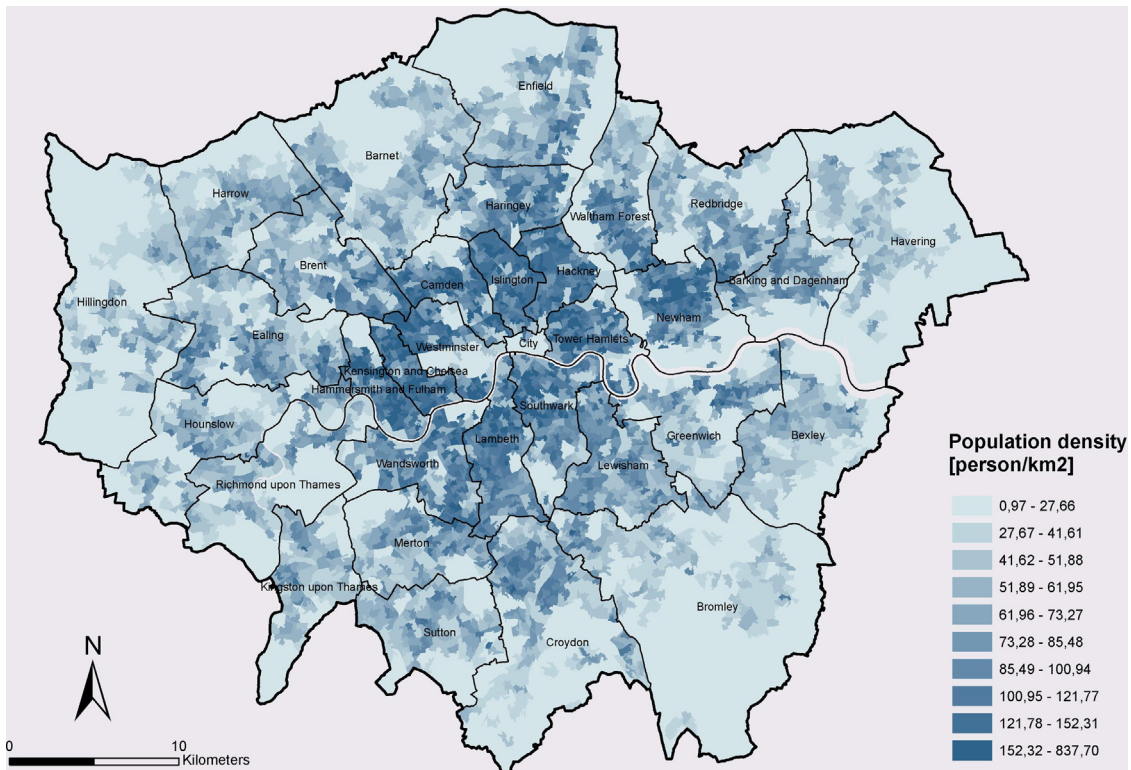 Enfield
Barnet
Harrow
Haringey
Waltham Forest
Redbridge
Havering
Brent
Camden
Islington
Hackney
Barking and Dagenham
Hillingdon
Newham
Ealing
Westminster
City
Tower Hamlets
Kensington and Chelsea
Hammersmith and Fulham
Southwark
Hounslow
Lambeth
Greenwich
Bexley
Wandsworth
Lewisham
Richmond upon Thames
Merton
Kingston upon Thames
Bromley
Sutton
Croydon
N
0
10
Kilometers
Population density
[person/km2]
0,97 - 27,66
27,67 - 41,61
41,62 - 51,88
51,89 - 61,95
61,96 - 73,27
73,28 - 85,48
85,49 - 100,94
100,95 - 121,77
121,78 - 152,31
152,32 - 837,70